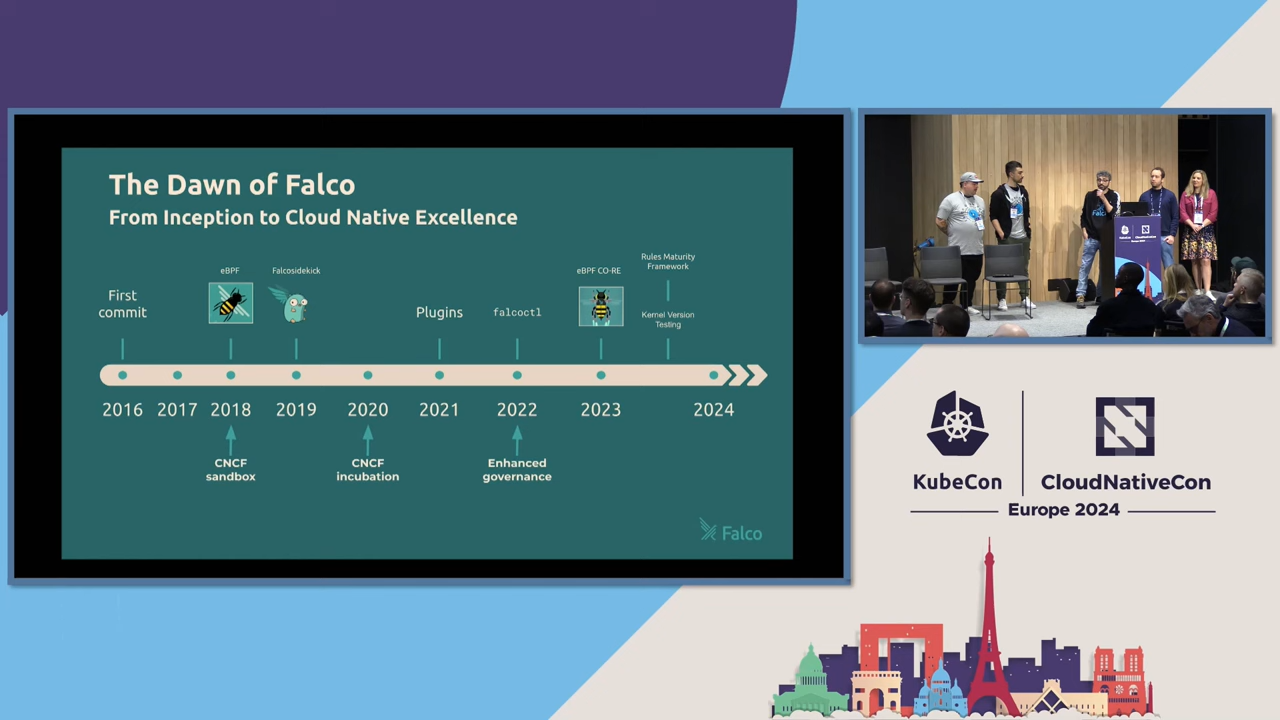 The Dawn of Falco
From Inception to Cloud Native Excellence
First
commit
eBPF
Falcosidekick
Plugins
falcoctl
eBPF CO-RE
Rules Maturity
Framework
Kernel Version
Testing
2016 2017 2018 2019 2020 2021 2022 2023 2024
CNCF
sandbox
CNCF
incubation
Enhanced
governance
Falco
KubeCon
CloudNativeCon
Europe 2024